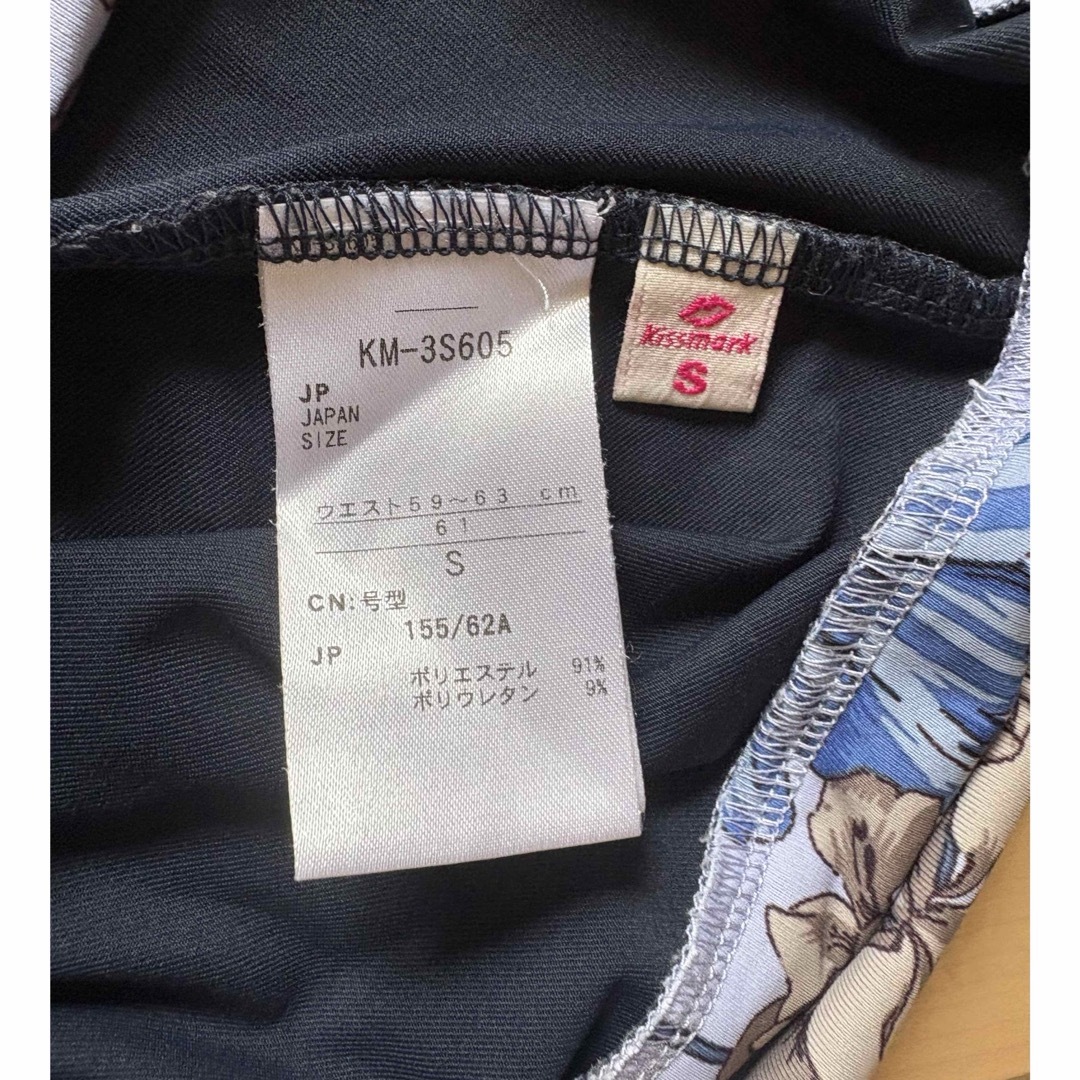 KM-3S605
JP
JAPAN
SIZE
ウエスト59~63 cm
61
S
CN:号型
155/62A
JP
ポリエステル 91%
ポリウレタン 9%
Kissmark
S